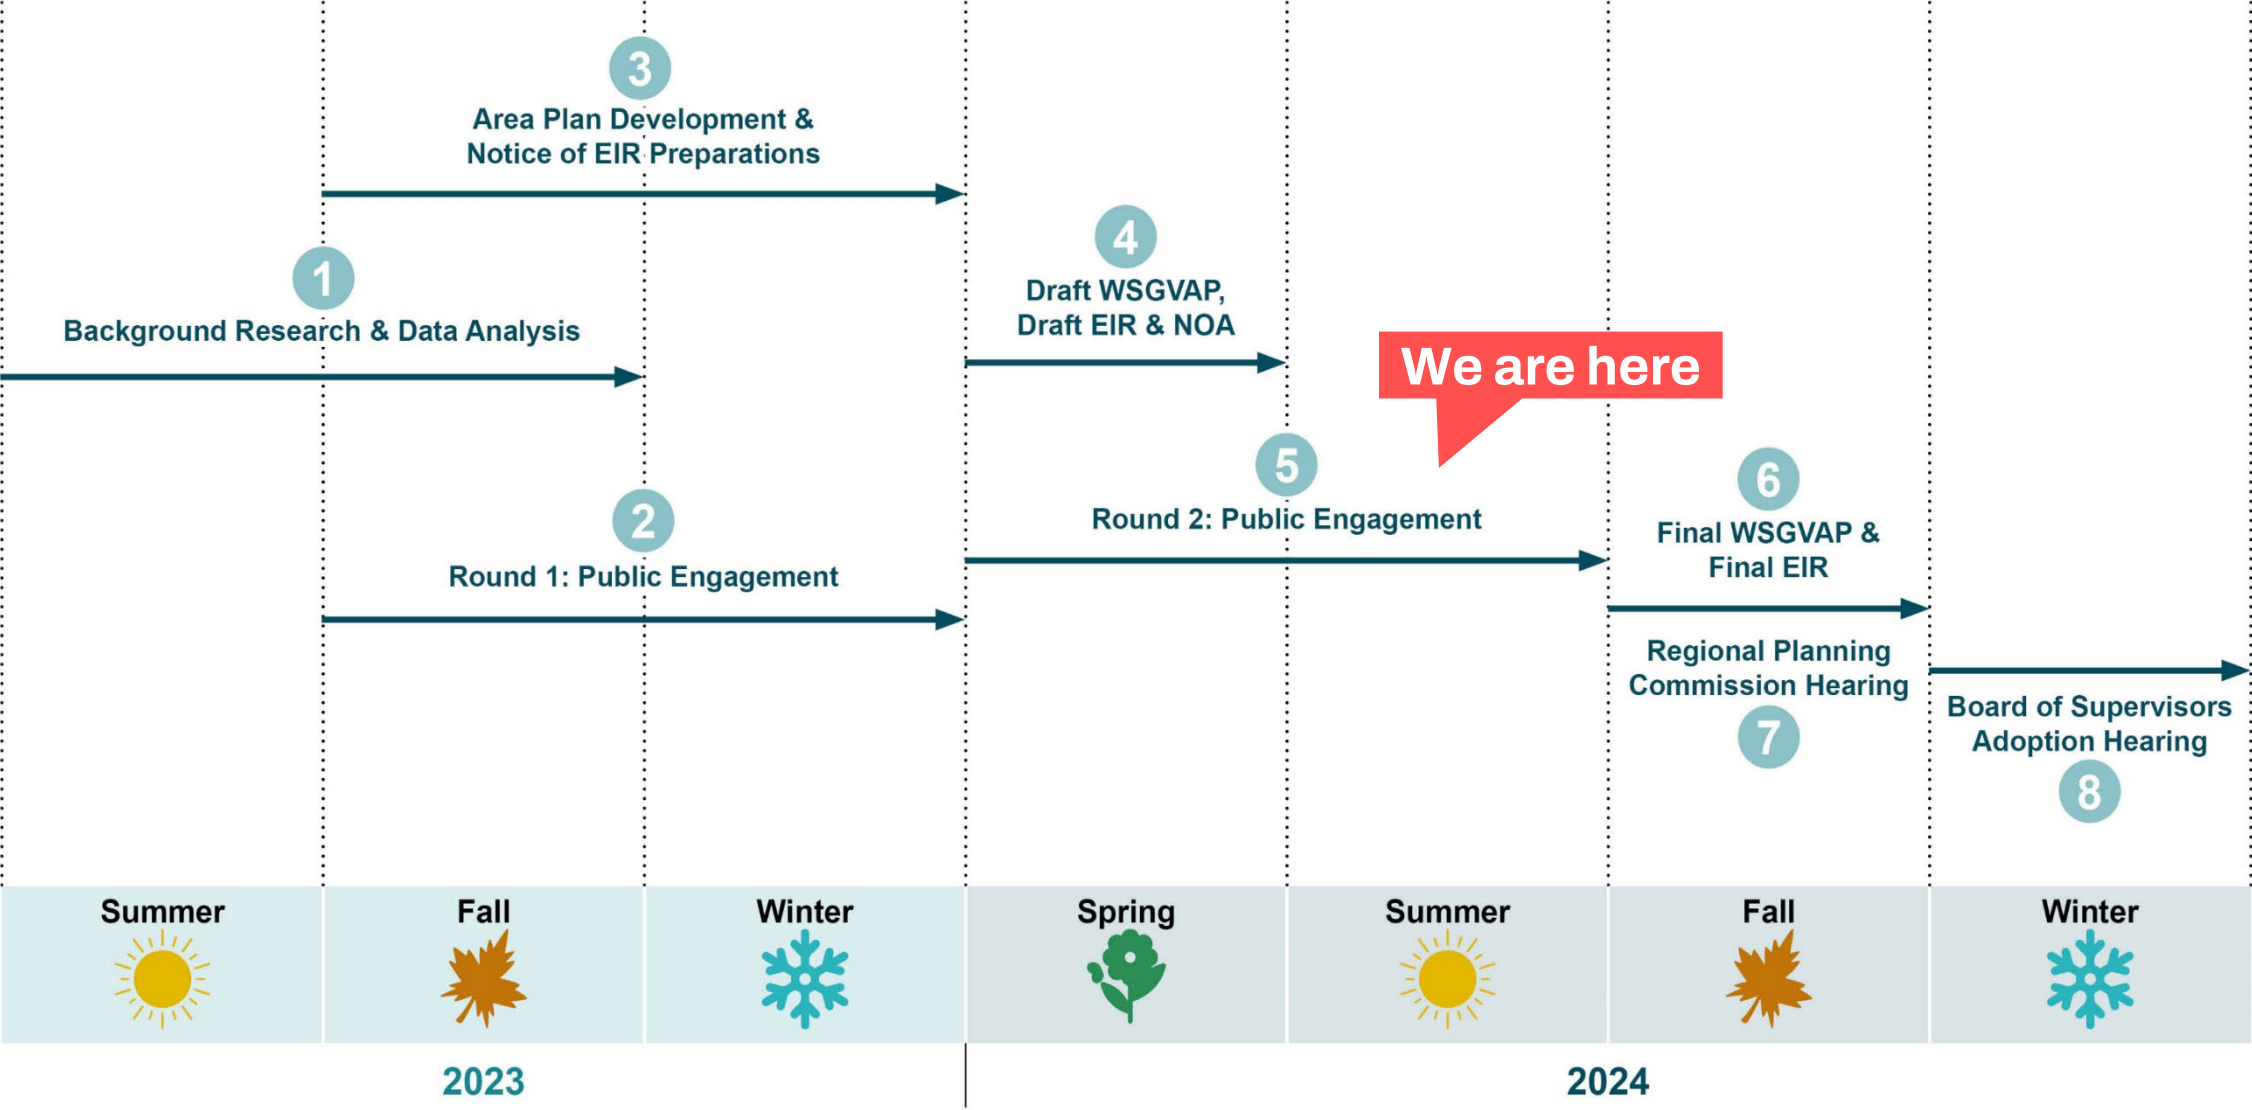 3
Area Plan Development &
Notice of EIR Preparations
1
Background Research & Data Analysis
2
Round 1: Public Engagement
4
Draft WSGVAP,
Draft EIR & NOA
We are here
5
Round 2: Public Engagement
6
Final WSGVAP &
Final EIR
Regional Planning
Commission Hearing
7
Board of Supervisors
Adoption Hearing
8
Summer
Fall
Winter
Spring
Summer
Fall
Winter
2023
2024